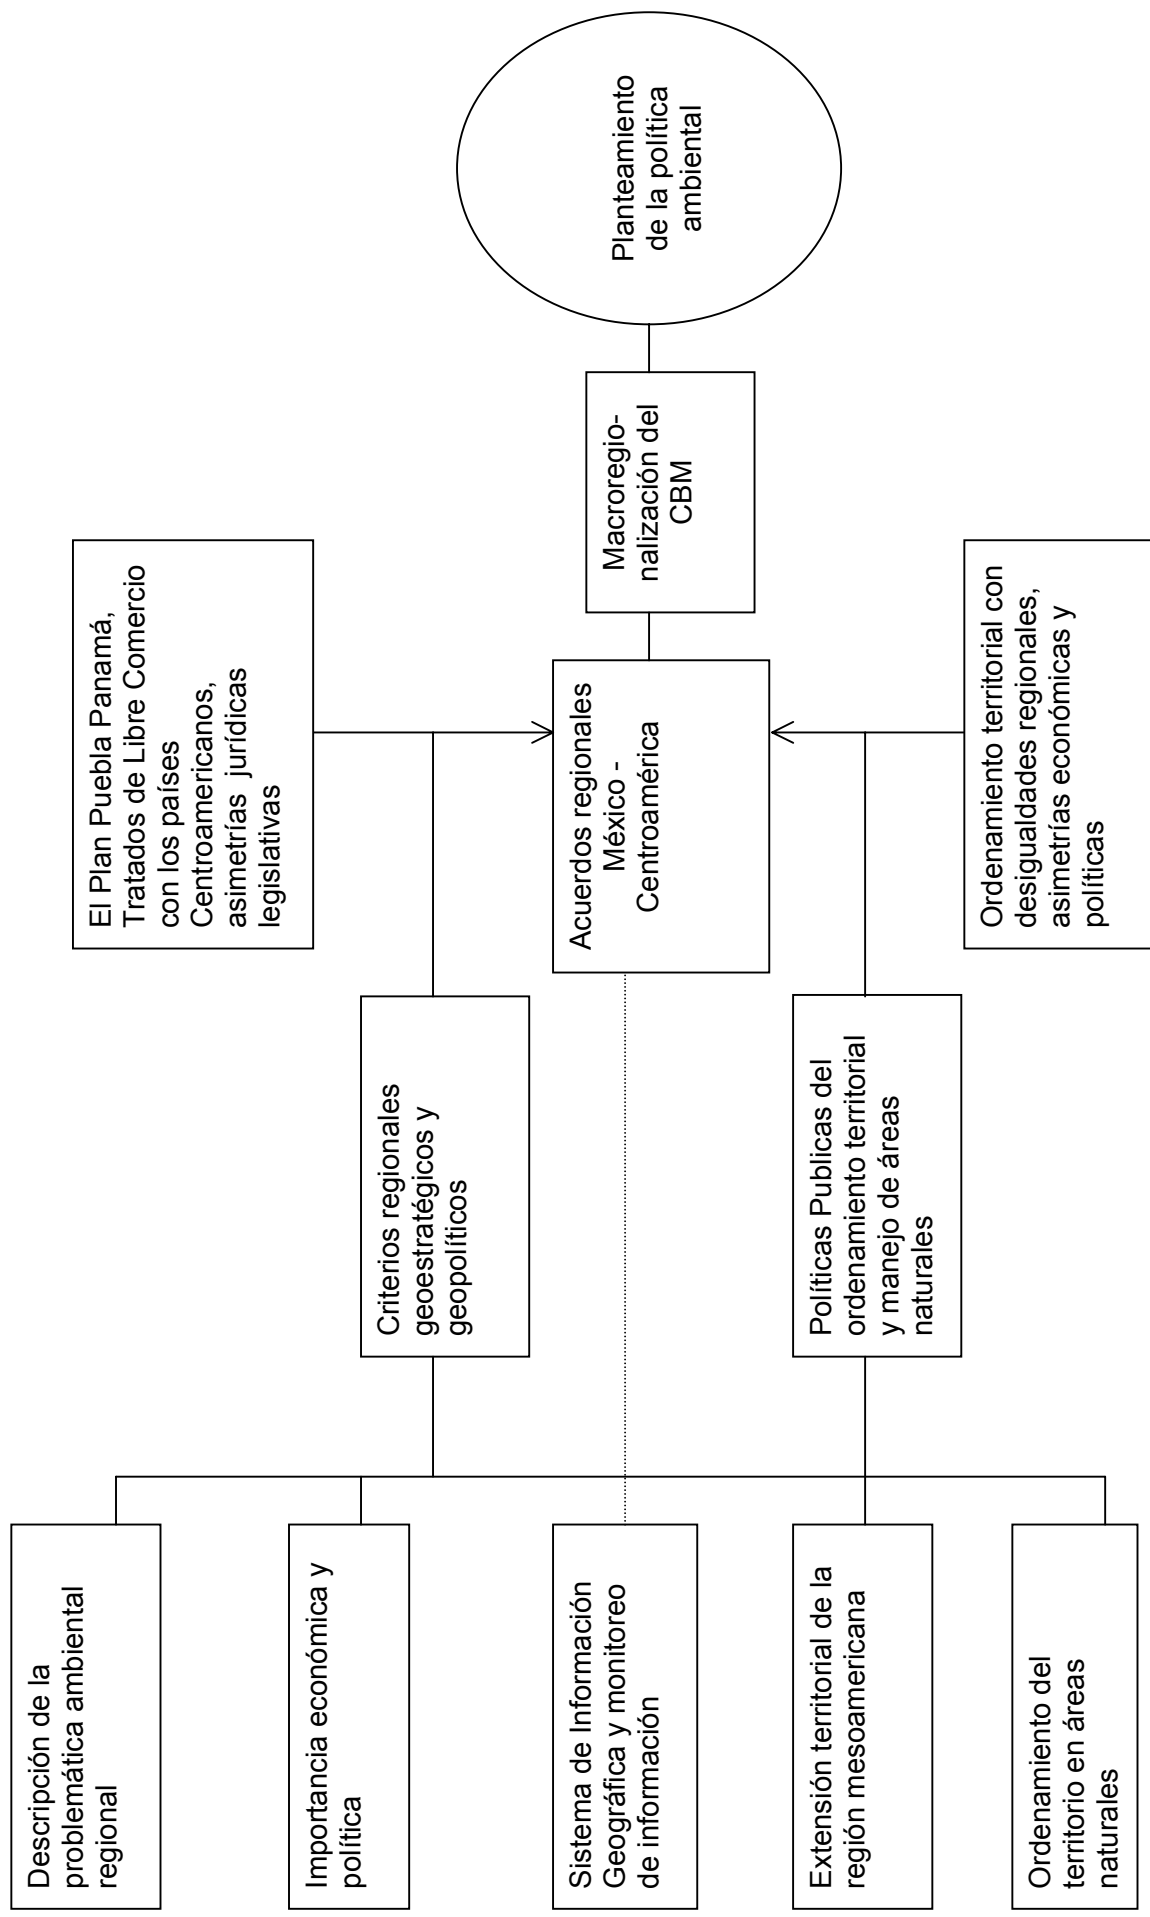 Descripción de la
problemática ambiental
regional
Importancia económica y
política
Sistema de Información
Geográfica y monitoreo
de información
Extensión territorial de la
región mesoamericana
Ordenamiento del
territorio en áreas
naturales
Criterios regionales
geoestratégicos y
geopolíticos
Políticas Publicas del
ordenamiento territorial
y manejo de áreas
naturales
El Plan Puebla Panamá,
Tratados de Libre Comercio
con los países
Centroamericanos,
asimetrías jurídicas
legislativas
Acuerdos regionales
México -
Centroamérica
Ordenamiento territorial con
desigualdades regionales,
asimetrías económicas y
políticas
Macroregio-
nalización del
CBM
Planteamiento
de la política
ambiental